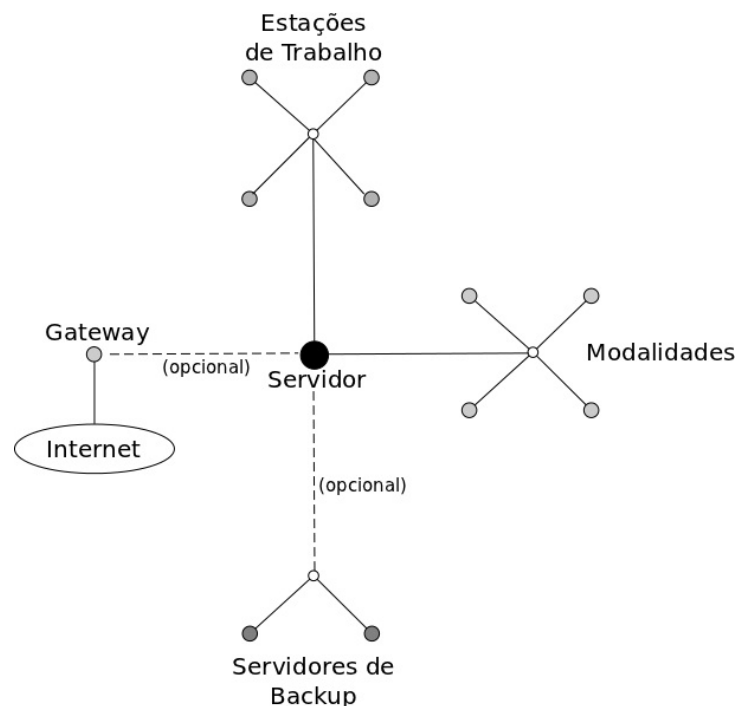 Estações
de Trabalho
Gateway
(opcional)
Servidor
Modalidades
Internet
(opcional)
Servidores de
Backup